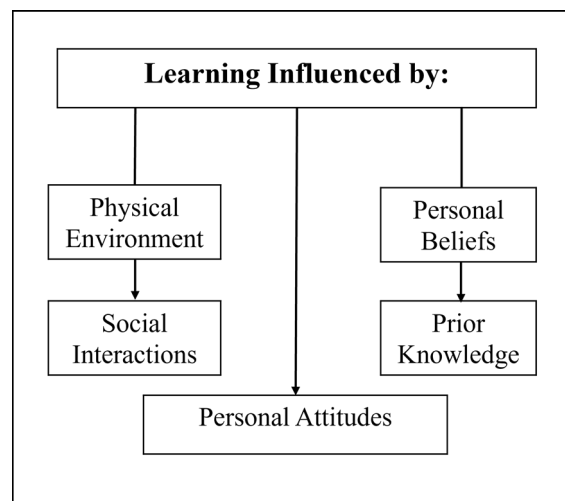 Learning Influenced by:
Physical
Environment
Personal
Beliefs
Social
Interactions
Prior
Knowledge
Personal Attitudes